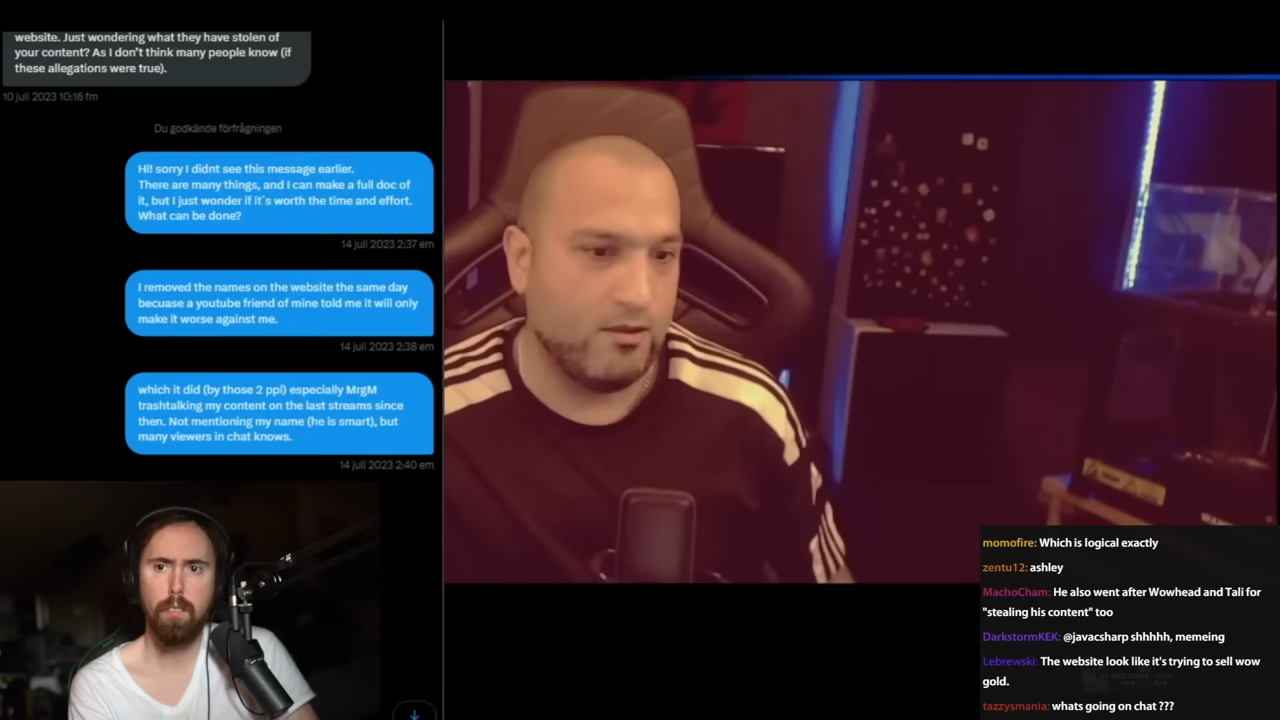 website. Just wondering what they have stolen of
your content? As I don't think many people know (if
these allegations were true).
10 juli 2023 10:16 fm
Du godkände förfrågningen
Hi! sorry I didnt see this message earlier.
There are many things, and I can make a full doc of
it, but I just wonder if it´s worth the time and effort.
What can be done?
14 juli 2023 2:37 em
I removed the names on the website the same day
becuase a youtube friend of mine told me it will only
make it worse against me.
14 juli 2023 2:38 em
which it did (by those 2 ppl) especially MrgM
trashtalking my content on the last streams since
then. Not mentioning my name (he is smart), but
many viewers in chat knows.
14 juli 2023 2:40 em
momofire: Which is logical exactly
zentu12: ashley
MachoCham: He also went after Wowhead and Tali for
"stealing his content" too
DarkstormKEK: @javacsharp shhhhh, memeing
Lebrewski: The website look like it's trying to sell wow
gold.
tazzysmania: whats going on chat ???